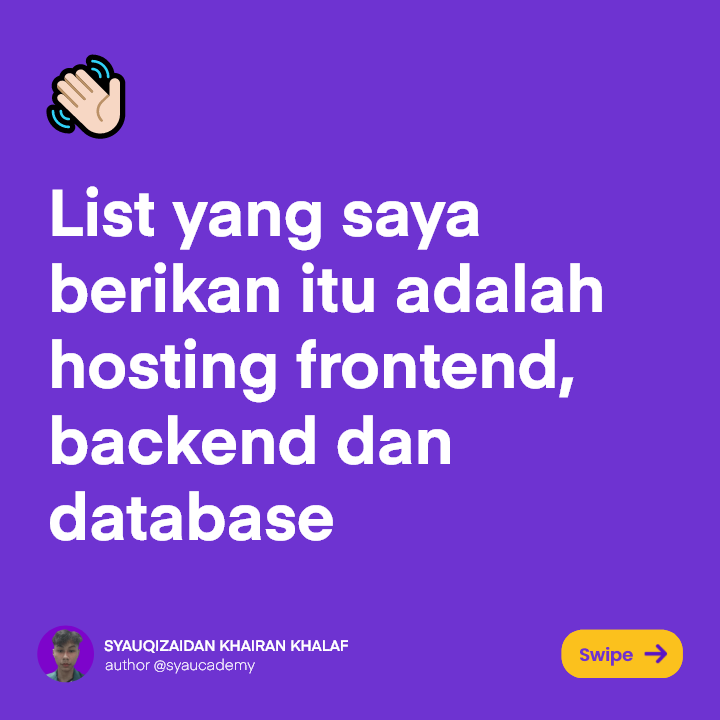 List yang saya
berikan itu adalah
hosting frontend,
backend dan
database
SYAUQIZAIDAN KHAIRAN KHALAF
author @syaucademy
Swipe